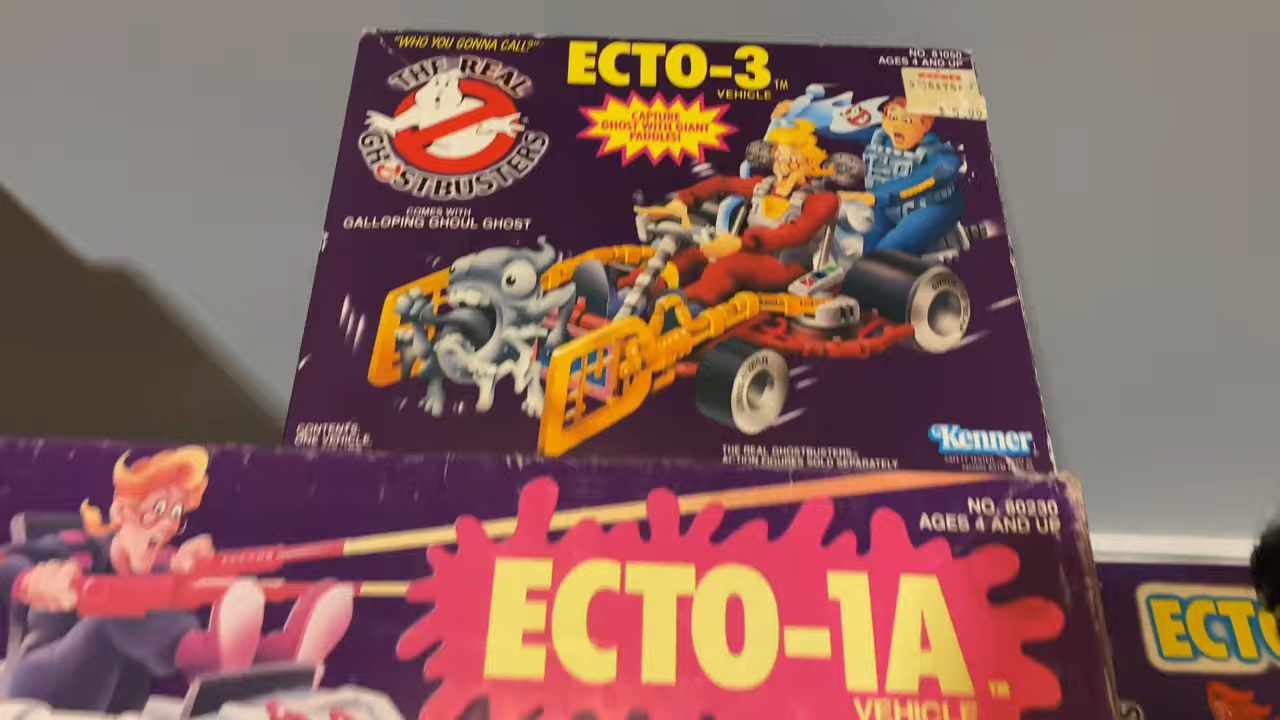 "WHO YOU GONNA CALL?"
THE REAL
GHOSTBUSTERS
ECTO-3 TM
VEHICLE
NO. 81050
AGES 4 AND UP
CAPTURE
GHOST WITH GIANT
PADDLES!
COMES WITH
GALLOPING GHOUL GHOST
CONTENTS:
ONE VEHICLE
THE REAL GHOSTBUSTERS
ACTION FIGURES SOLD SEPARATELY
Kenner
NO. 80230
AGES 4 AND UP
ECTO-1A TM
VEHICLE
ECTO